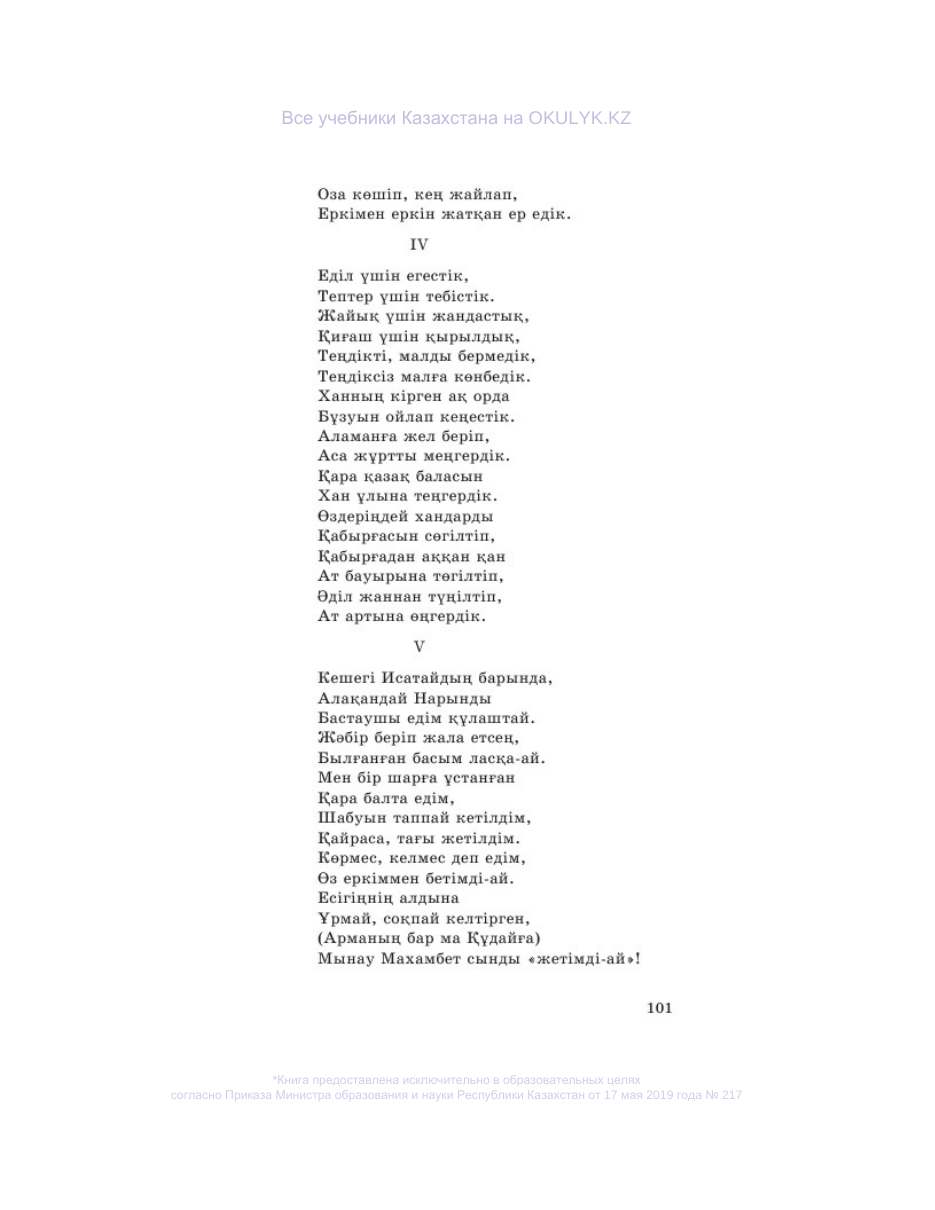 Все учебники Казахстана на OKULYK.KZ
Оза көшіп, кең жайлап,
Еркімен еркін жатқан ер едік.
IV
Еділ үшін егестік,
Тептер үшін тебістік.
Жайық үшін жандастық,
Қиғаш үшін қырылдық,
Теңдікті, малды бермедік,
Теңдіксіз малға көнбедік.
Ханның кірген ақ орда
Бұзуын ойлап кеңестік.
Аламанға жел беріп,
Аса жұртты меңгердік.
Қара қазақ баласын
Хан ұлына теңгердік.
Өздеріңдей хандарды
Қабырғасын сөгілтіп,
Қабырғадан аққан қан
Ат бауырына төгілтіп,
Әділ жаннан түңілтіп,
Ат артына өңгердік.
V
Кешегі Исатайдың барында,
Алақандай Нарынды
Бастаушы едім құлаштай.
Жәбір беріп жала етсең,
Былғанған басым ласқа-ай.
Мен бір шарға ұстанған
Қара балта едім,
Шабуын таппай кетілдім,
Қайраса, тағы жетілдім.
Көрмес, келмес деп едім,
Өз еркіммен бетімді-ай.
Есігіңнің алдына
Ұрмай, соқпай келтірген,
(Арманың бар ма Құдайға)
Мынау Махамбет сынды «жетімді-ай»!
101
*Книга предоставлена исключительно в образовательных целях
согласно Приказа Министра образования и науки Республики Казахстан от 17 мая 2019 года № 217